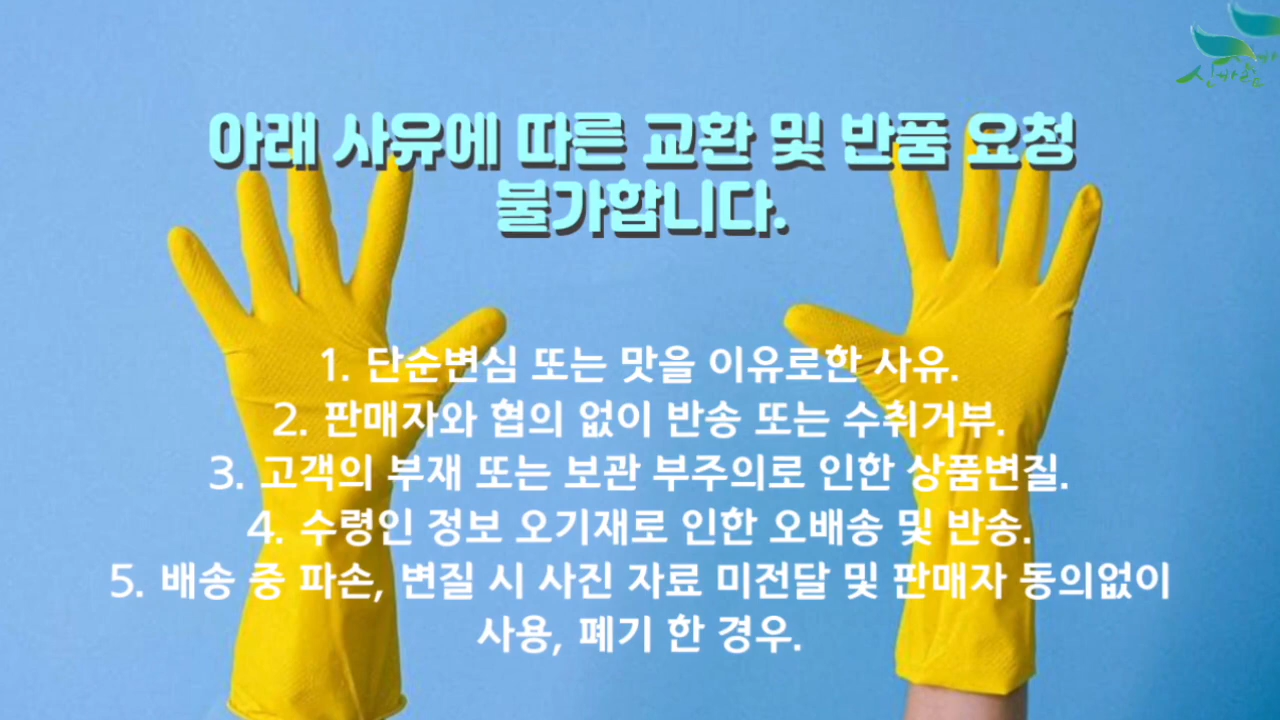 신바람
아래 사유에 따른 교환 및 반품 요청
불가합니다.
1. 단순변심 또는 맛을 이유로한 사유.
2. 판매자와 협의 없이 반송 또는 수취거부.
3. 고객의 부재 또는 보관 부주의로 인한 상품변질.
4. 수령인 정보 오기재로 인한 오배송 및 반송.
5. 배송 중 파손, 변질 시 사진 자료 미전달 및 판매자 동의없이
사용, 폐기 한 경우.